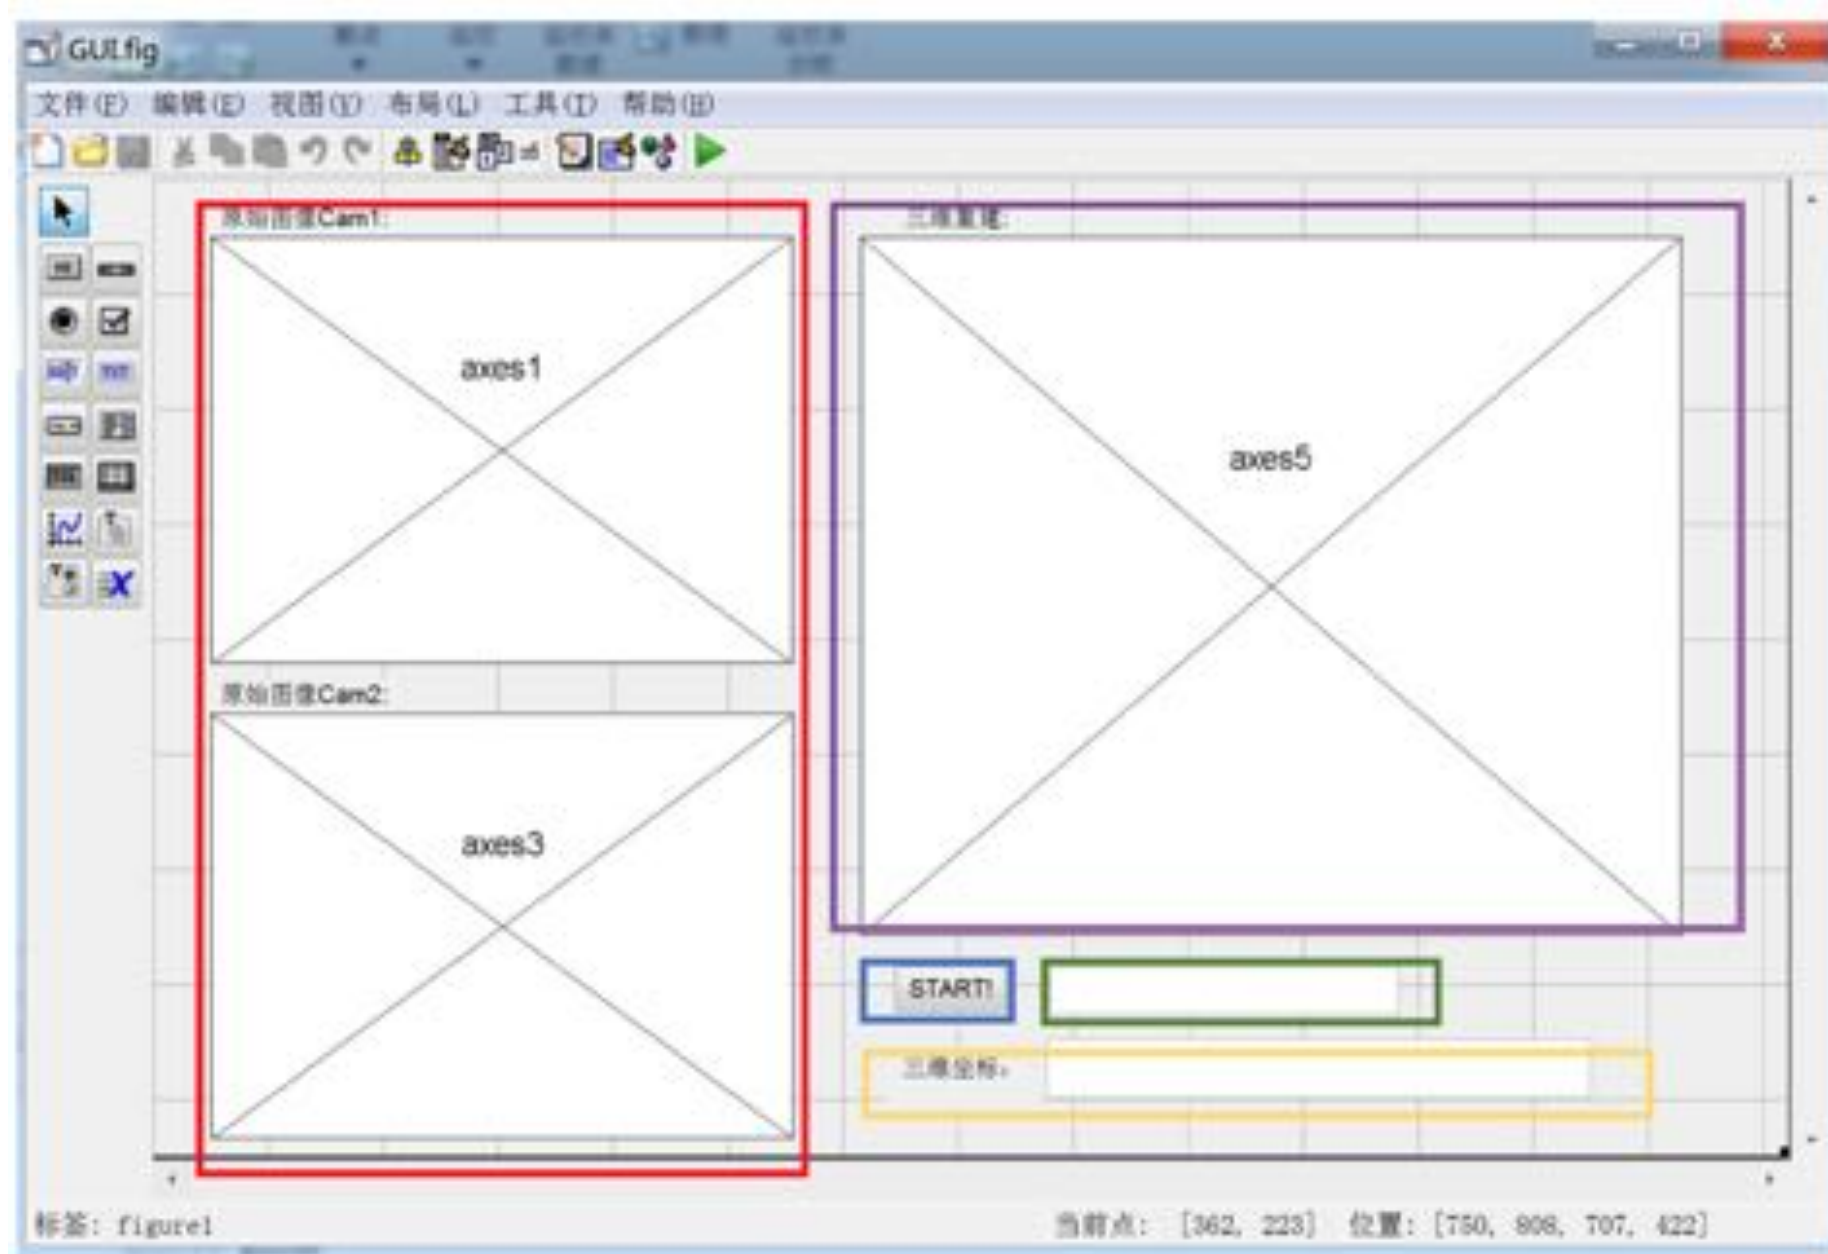 GUI.fig
文件(F) 编辑(E) 视图(V) 布局(L) 工具(T) 帮助(H)
原始图像Cam1:
三维重建:
axes1
axes5
原始图像Cam2:
axes3
START!
三维坐标:
标签: figure1
当前点: [362, 223] 位置: [750, 808, 707, 422]